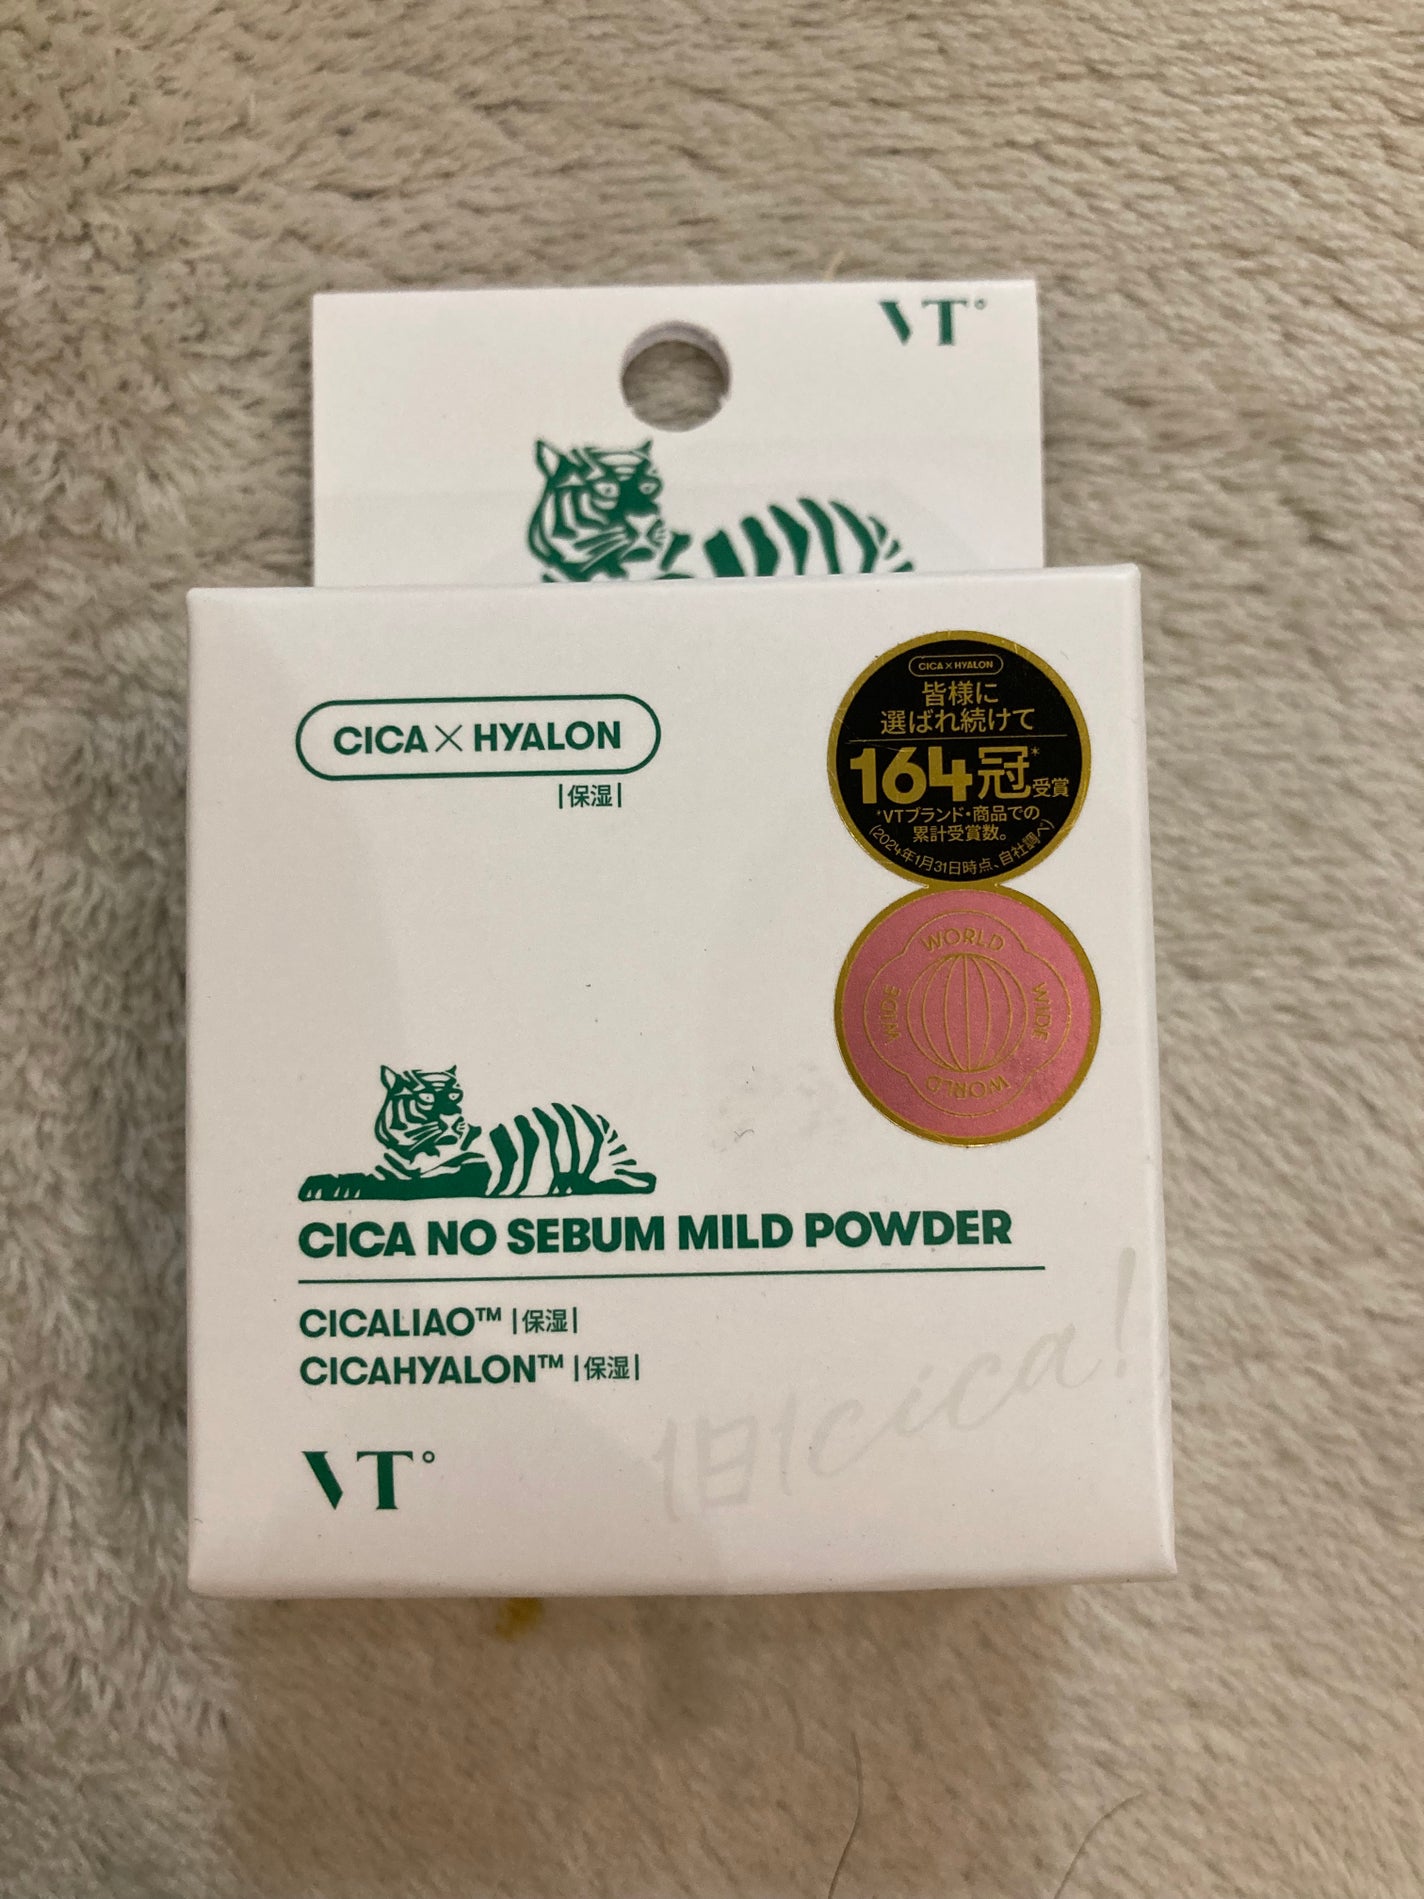 VT°
CICA×HYALON
|保湿|
CICA×HYALON
皆様に
選ばれ続けて
164冠*受賞
*VTブランド・商品での
累計受賞数。
(2024年1月31日時点、自社調べ)
WORLD
WIDE
WIDE
WORLD
CICA NO SEBUM MILD POWDER
CICALIAO™ |保湿|
CICAHYALON™ |保湿|
1日1cica!
VT°